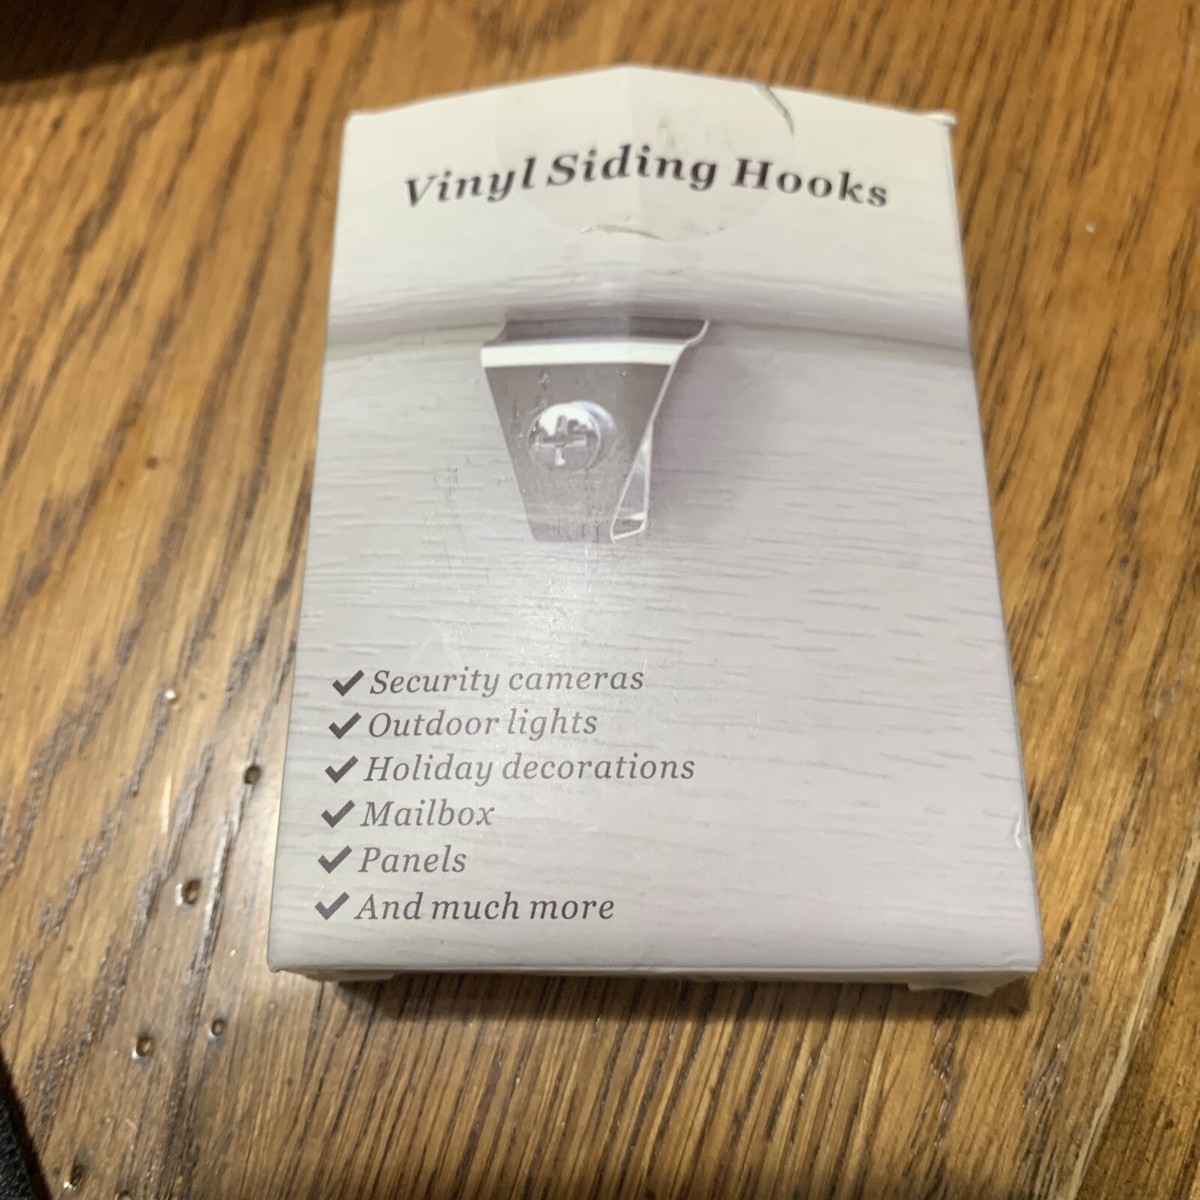 Vinyl Siding Hooks
✔Security cameras
✔Outdoor lights
✔Holiday decorations
✔Mailbox
✔Panels
✔And much more